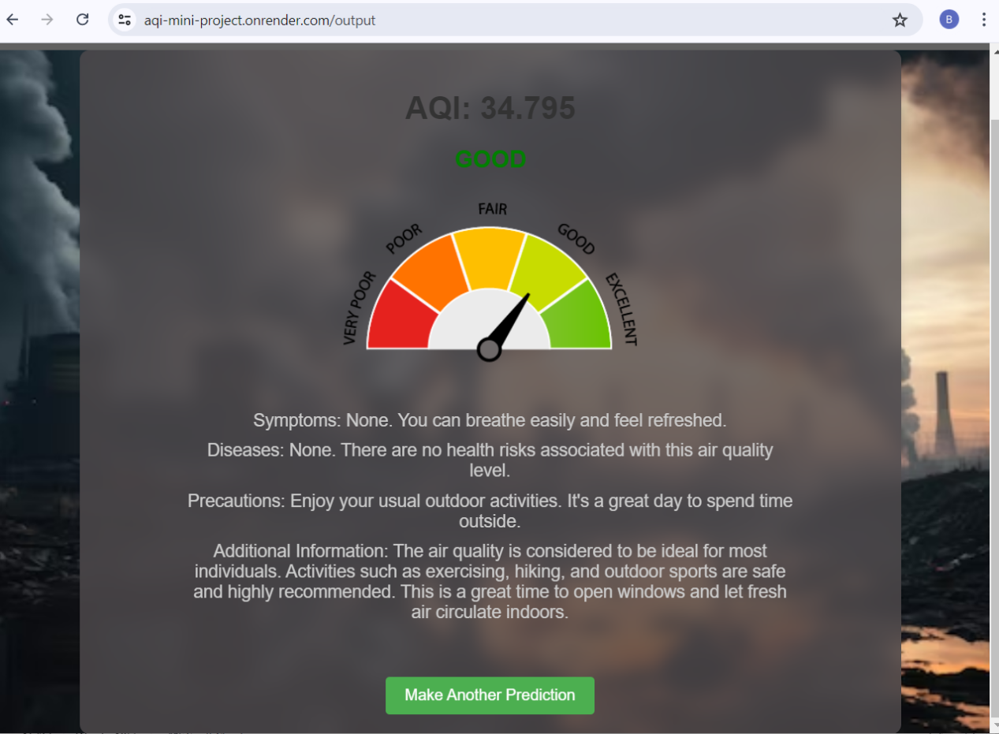 aqi-mini-project.onrender.com/output
B
AQI: 34.795
GOOD
FAIR
POOR
GOOD
VERY POOR
EXCELLENT
Symptoms: None. You can breathe easily and feel refreshed.
Diseases: None. There are no health risks associated with this air quality
level.
Precautions: Enjoy your usual outdoor activities. It's a great day to spend time
outside.
Additional Information: The air quality is considered to be ideal for most
individuals. Activities such as exercising, hiking, and outdoor sports are safe
and highly recommended. This is a great time to open windows and let fresh
air circulate indoors.
Make Another Prediction